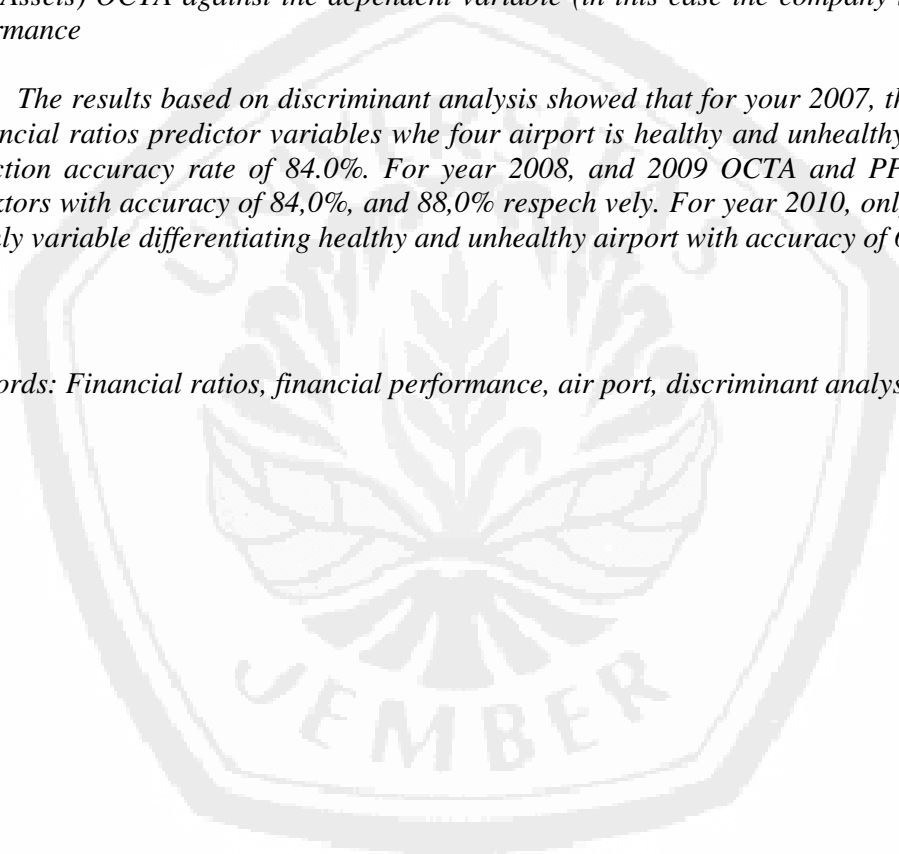 Assets) OCTA against the dependent variable (in this case the company
rmance
The results based on discriminant analysis showed that for your 2007, th
ncial ratios predictor variables whe four airport is healthy and unhealthy
ction accuracy rate of 84.0%. For year 2008, and 2009 OCTA and PP
ktors with accuracy of 84,0%, and 88,0% respech vely. For year 2010, only
nly variable differentiating healthy and unhealthy airport with accuracy of
ords: Financial ratios, financial performance, air port, discriminant analys
UNIVERSITAS
JEMBER